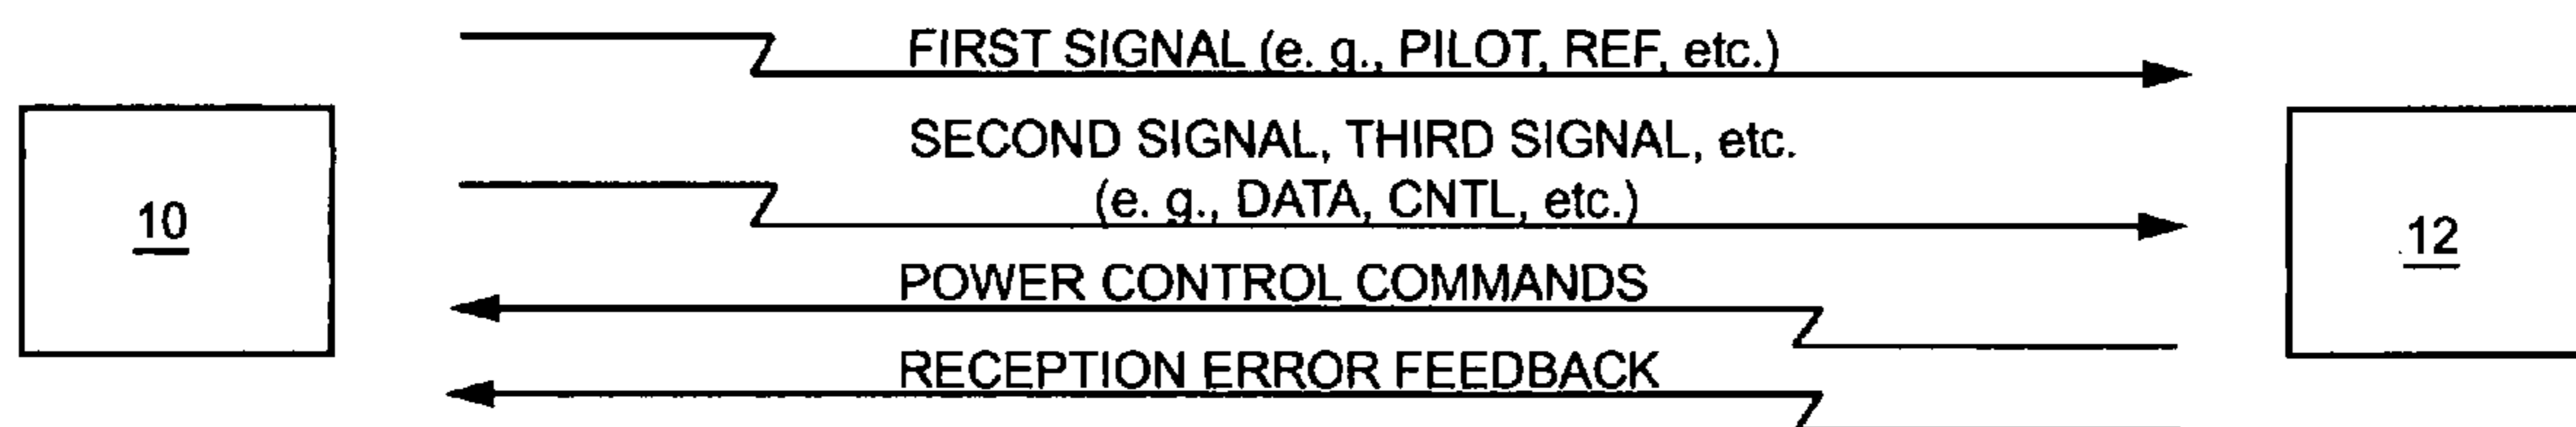 FIRST SIGNAL (e. g., PILOT, REF, etc.)
SECOND SIGNAL, THIRD SIGNAL, etc.
(e. g., DATA, CNTL, etc.)
10
12
POWER CONTROL COMMANDS
RECEPTION ERROR FEEDBACK